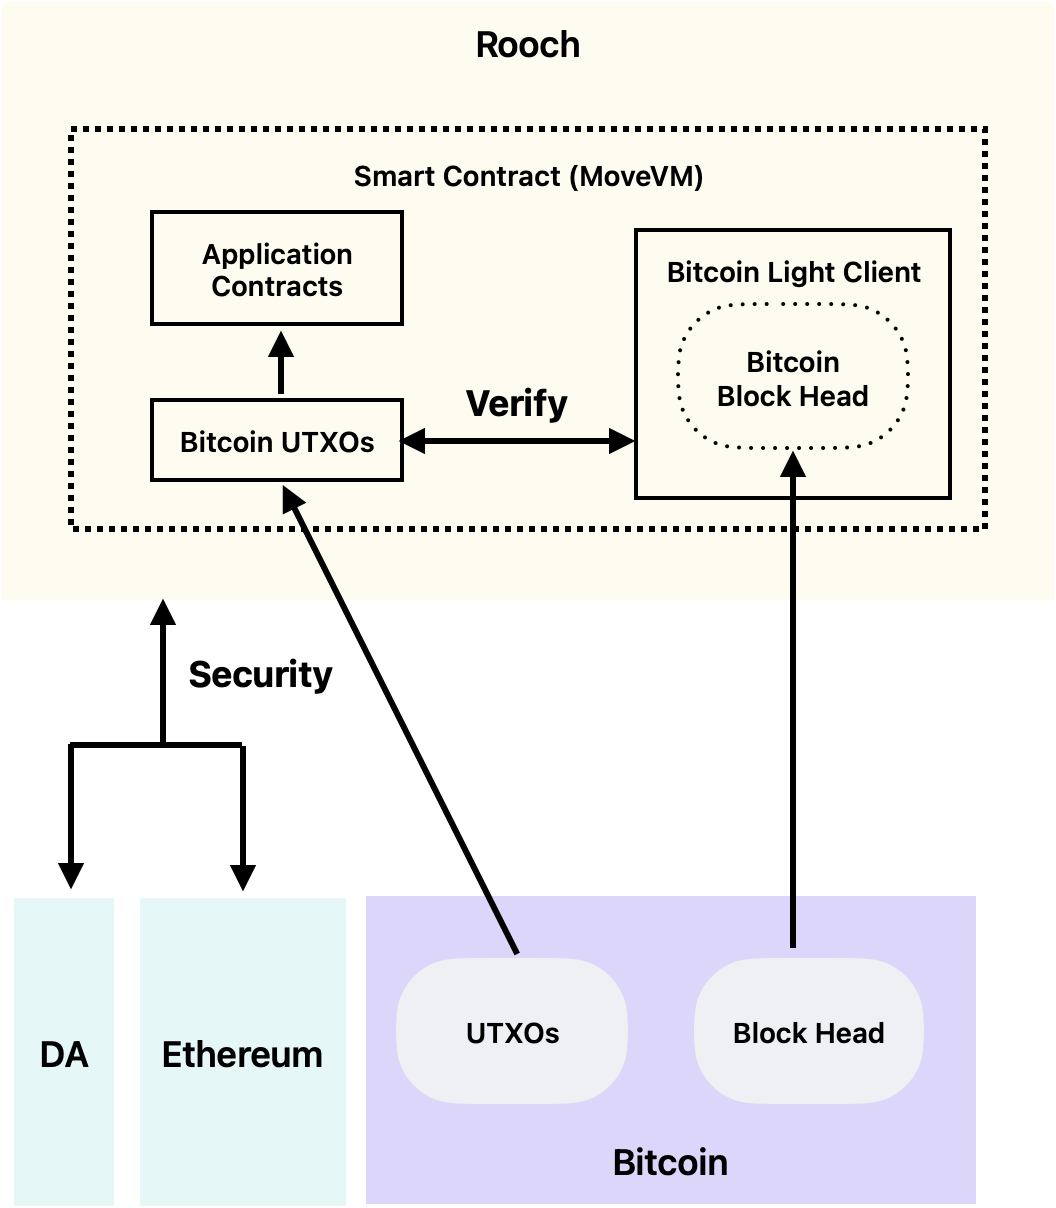 Rooch
Smart Contract (MoveVM)
Application
Contracts
Bitcoin Light Client
Bitcoin
Block Head
Verify
Bitcoin UTXOs
Security
DA
Ethereum
UTXOs
Block Head
Bitcoin